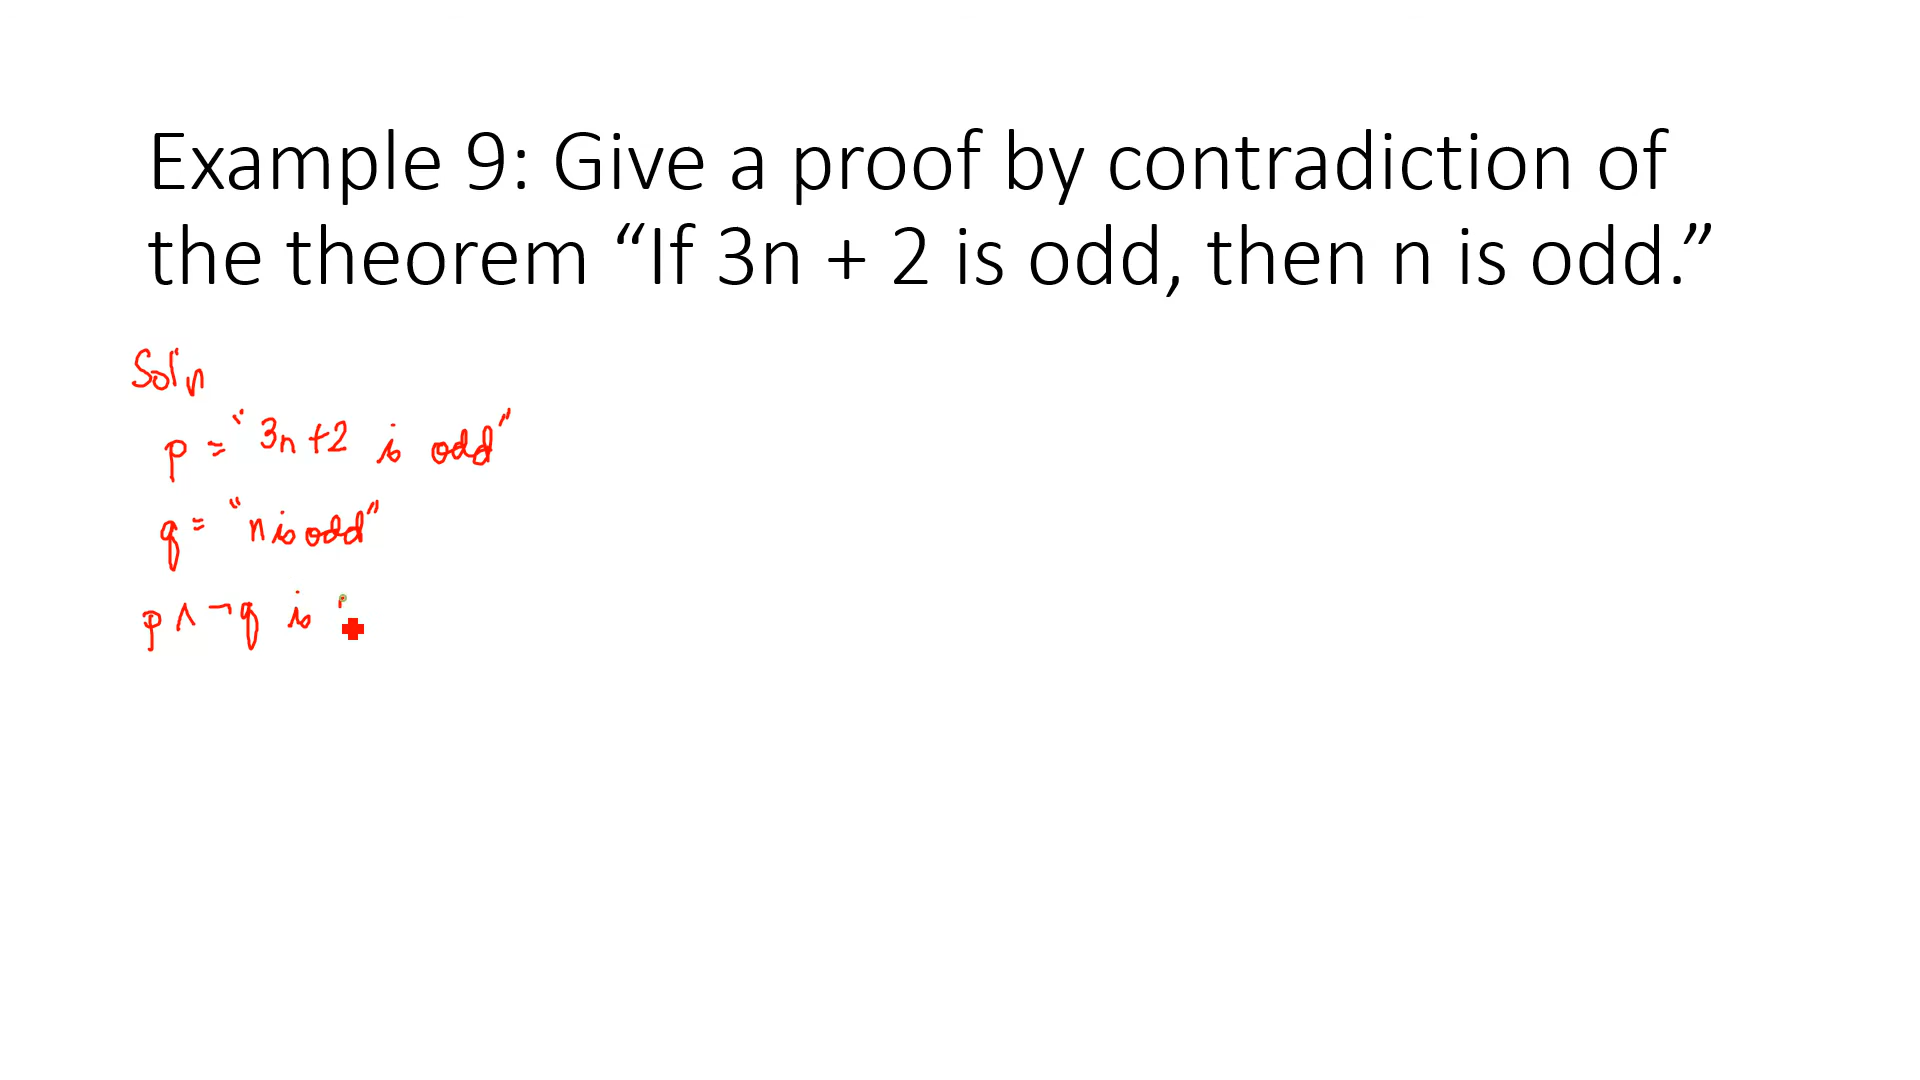 Example 9: Give a proof by contradiction of
the theorem “If 3n + 2 is odd, then n is odd.”
Sol'n
p = "3n+2 is odd"
q = "n is odd"
p ∧ ¬q is